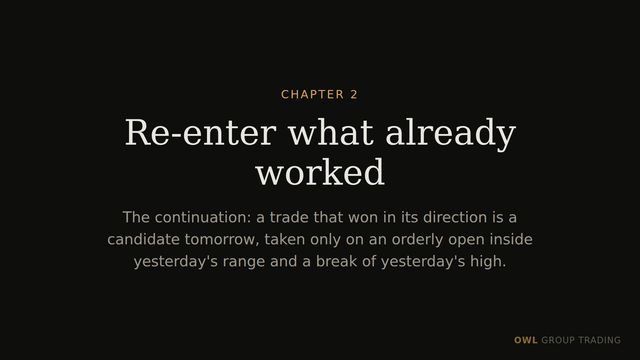 CHAPTER 2
Re-enter what already
worked
The continuation: a trade that won in its direction is a
candidate tomorrow, taken only on an orderly open inside
yesterday's range and a break of yesterday's high.
OWL GROUP TRADING